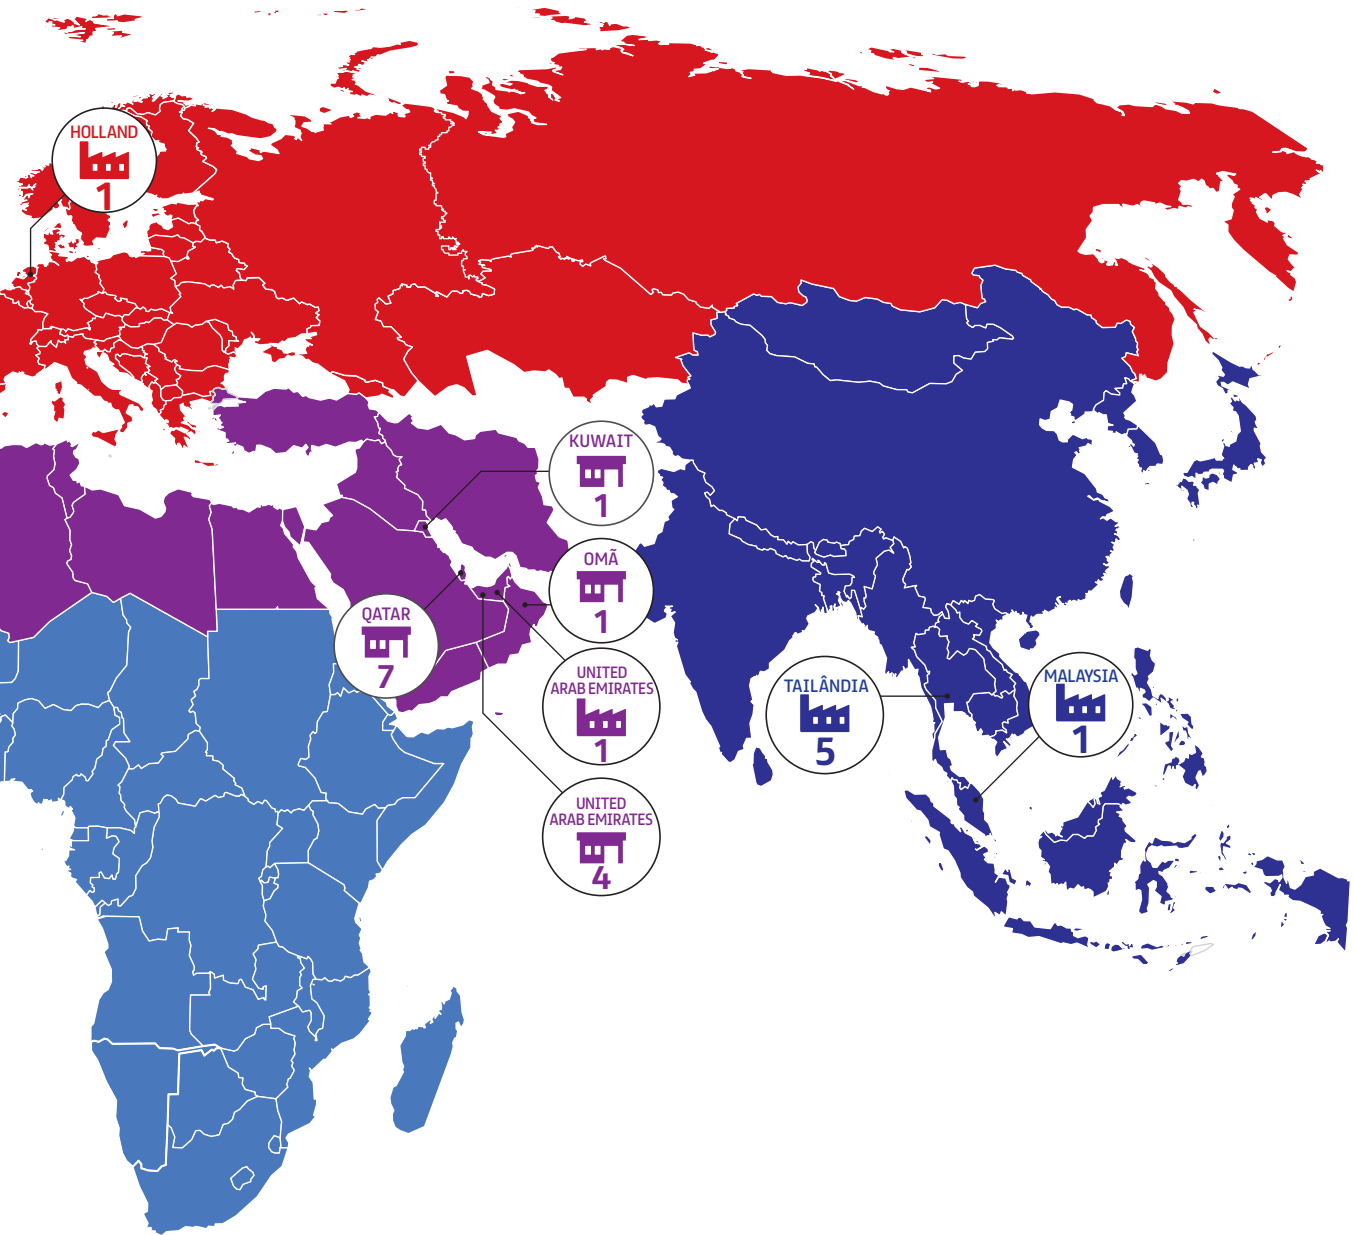 HOLLAND
1
KUWAIT
1
OMÃ
1
QATAR
7
UNITED
ARAB EMIRATES
1
UNITED
ARAB EMIRATES
4
TAILÂNDIA
5
MALAYSIA
1